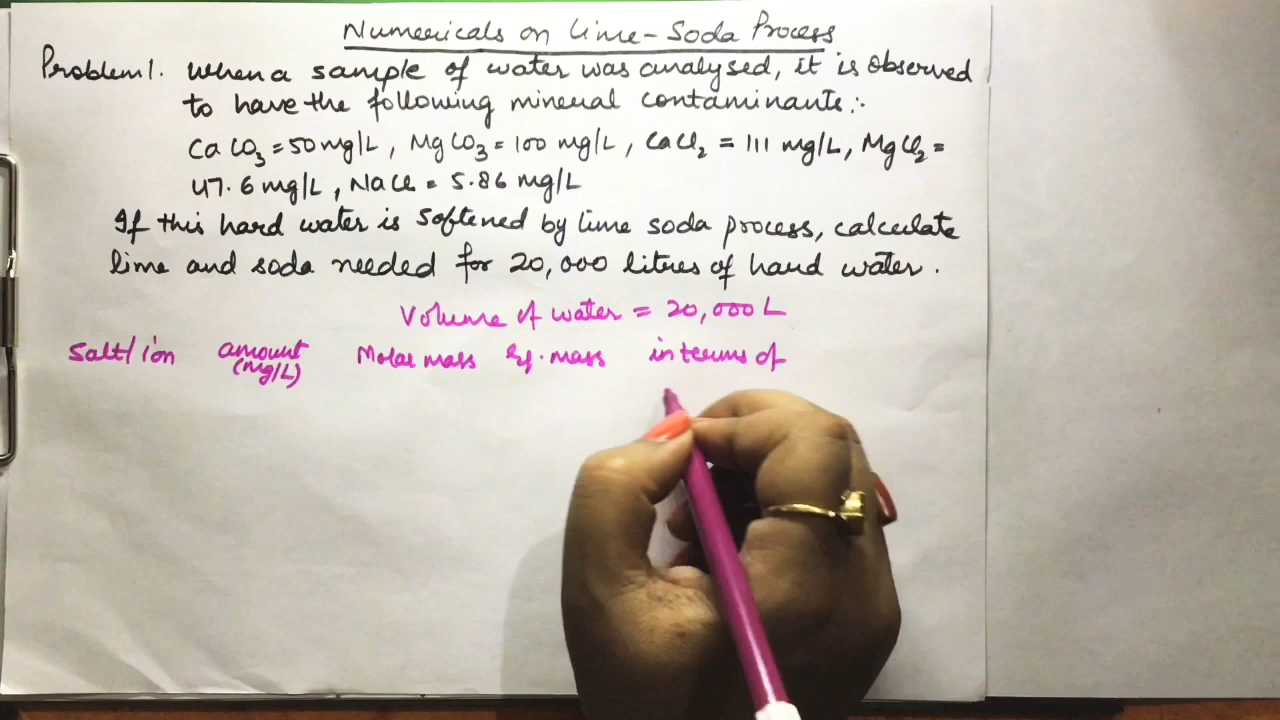 Numericals on Lime-Soda Process
Problem 1. When a sample of water was analysed, it is observed
to have the following mineral contaminants:-
CaCO₃ = 50 mg/L, MgCO₃ = 100 mg/L, CaCl₂ = 111 mg/L, MgCl₂ =
47.6 mg/L, NaCl = 5.86 mg/L
If this hard water is softened by lime soda process, calculate
lime and soda needed for 20,000 litres of hard water.
Volume of water = 20,000 L
Salt/ion amount (mg/L) Molar mass Eq. mass in terms of